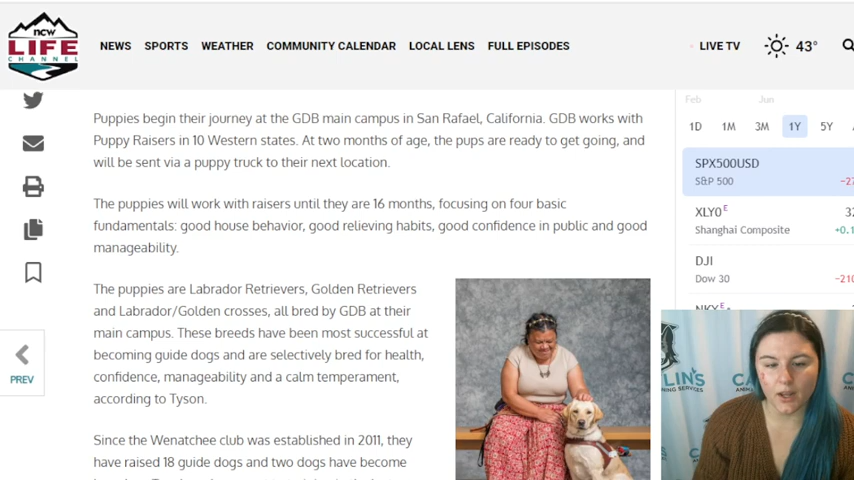 ncw
LIFE
CHANNEL
NEWS SPORTS WEATHER COMMUNITY CALENDAR LOCAL LENS FULL EPISODES LIVE TV 43°
Puppies begin their journey at the GDB main campus in San Rafael, California. GDB works with
Puppy Raisers in 10 Western states. At two months of age, the pups are ready to get going, and
will be sent via a puppy truck to their next location.
The puppies will work with raisers until they are 16 months, focusing on four basic
fundamentals: good house behavior, good relieving habits, good confidence in public and good
manageability.
The puppies are Labrador Retrievers, Golden Retrievers
and Labrador/Golden crosses, all bred by GDB at their
main campus. These breeds have been most successful at
becoming guide dogs and are selectively bred for health,
confidence, manageability and a calm temperament,
according to Tyson.
Since the Wenatchee club was established in 2011, they
have raised 18 guide dogs and two dogs have become
PREV
Feb Jun
1D 1M 3M 1Y 5Y
SPX500USD
S&P 500
XLY0 E
Shanghai Composite
DJI
Dow 30